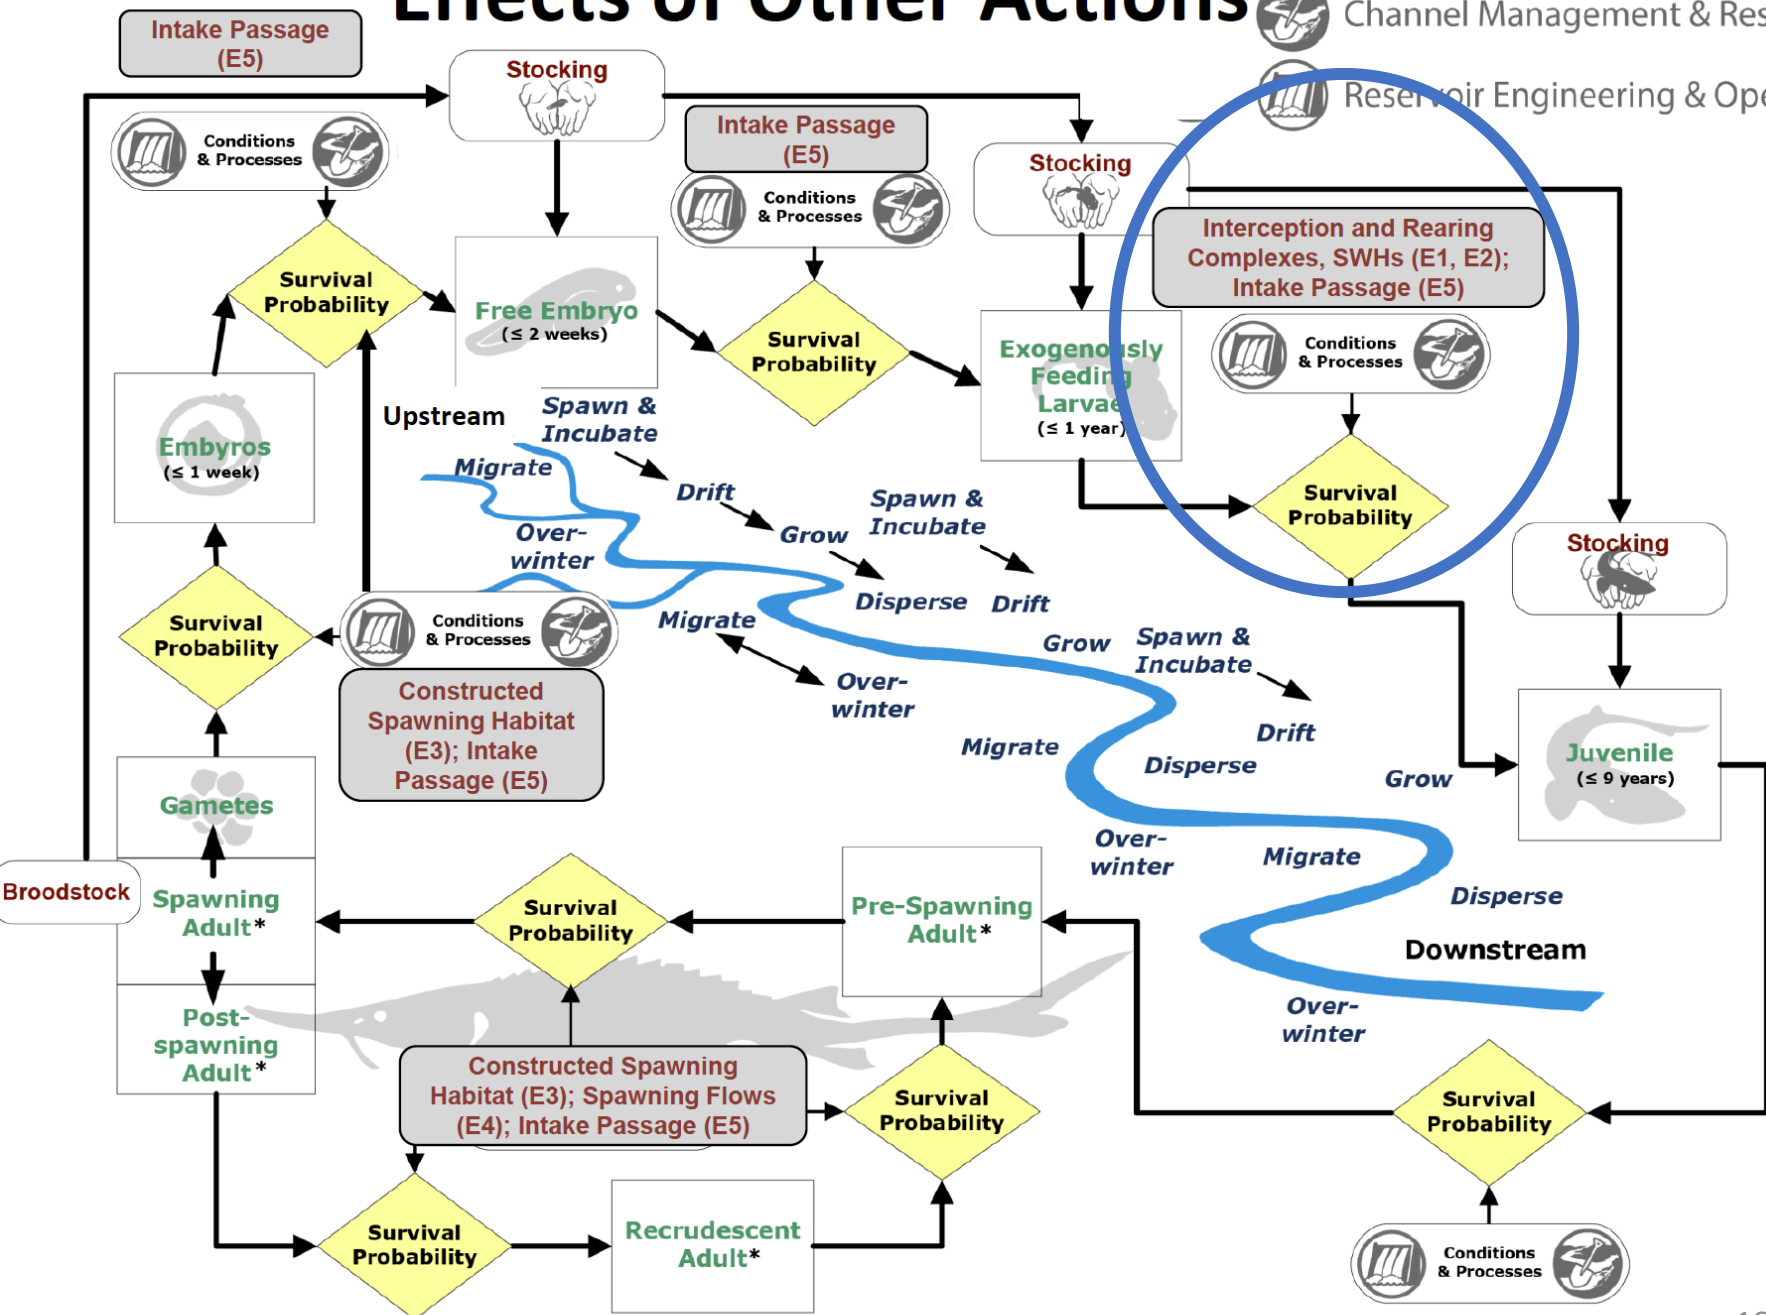 Effects of Other Actions
Channel Management & Res
Reservoir Engineering & Ope
Intake Passage
(E5)
Stocking
Conditions
& Processes
Intake Passage
(E5)
Conditions
& Processes
Stocking
Interception and Rearing
Complexes, SWHs (E1, E2);
Intake Passage (E5)
Conditions
& Processes
Survival
Probability
Free Embryo
(≤ 2 weeks)
Survival
Probability
Exogenously
Feeding
Larvae
(≤ 1 year)
Survival
Probability
Stocking
Embyros
(≤ 1 week)
Upstream
Spawn &
Incubate
Migrate
Drift
Over-
winter
Grow
Spawn &
Incubate
Disperse
Drift
Migrate
Over-
winter
Grow
Spawn &
Incubate
Migrate
Disperse
Drift
Grow
Over-
winter
Migrate
Disperse
Downstream
Over-
winter
Survival
Probability
Conditions
& Processes
Constructed
Spawning Habitat
(E3); Intake
Passage (E5)
Juvenile
(≤ 9 years)
Gametes
Broodstock
Spawning
Adult*
Survival
Probability
Pre-Spawning
Adult*
Post-
spawning
Adult*
Constructed Spawning
Habitat (E3); Spawning Flows
(E4); Intake Passage (E5)
Survival
Probability
Survival
Probability
Survival
Probability
Recrudescent
Adult*
Conditions
& Processes